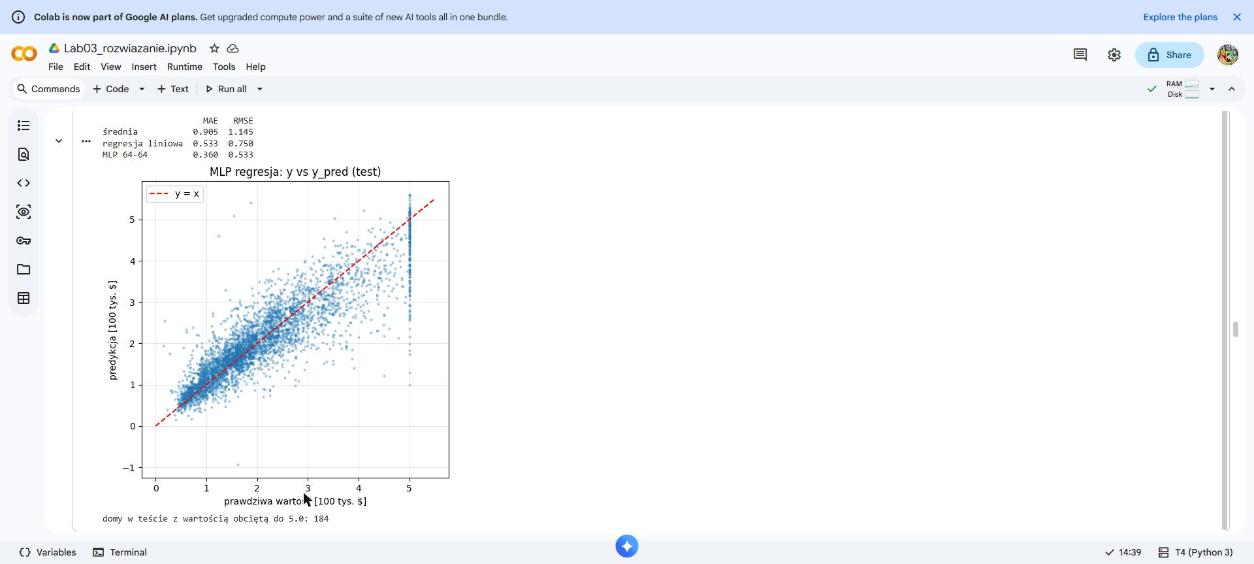 Colab is now part of Google AI plans. Get upgraded compute power and a suite of new AI tools all in one bundle.
Explore the plans
Lab03_rozwiazanie.ipynb
Share
File Edit View Insert Runtime Tools Help
Commands + Code + Text Run all
RAM
Disk
MAE RMSE
średnia 0.905 1.145
regresja liniowa 0.533 0.750
MLP 64-64 0.360 0.533
MLP regresja: y vs y_pred (test)
y = x
5
4
3
2
1
0
−1
predykcja [100 tys. $]
0 1 2 3 4 5
prawdziwa warto [100 tys. $]
domy w teście z wartością obciętą do 5.0: 184
Variables Terminal
14:39
T4 (Python 3)